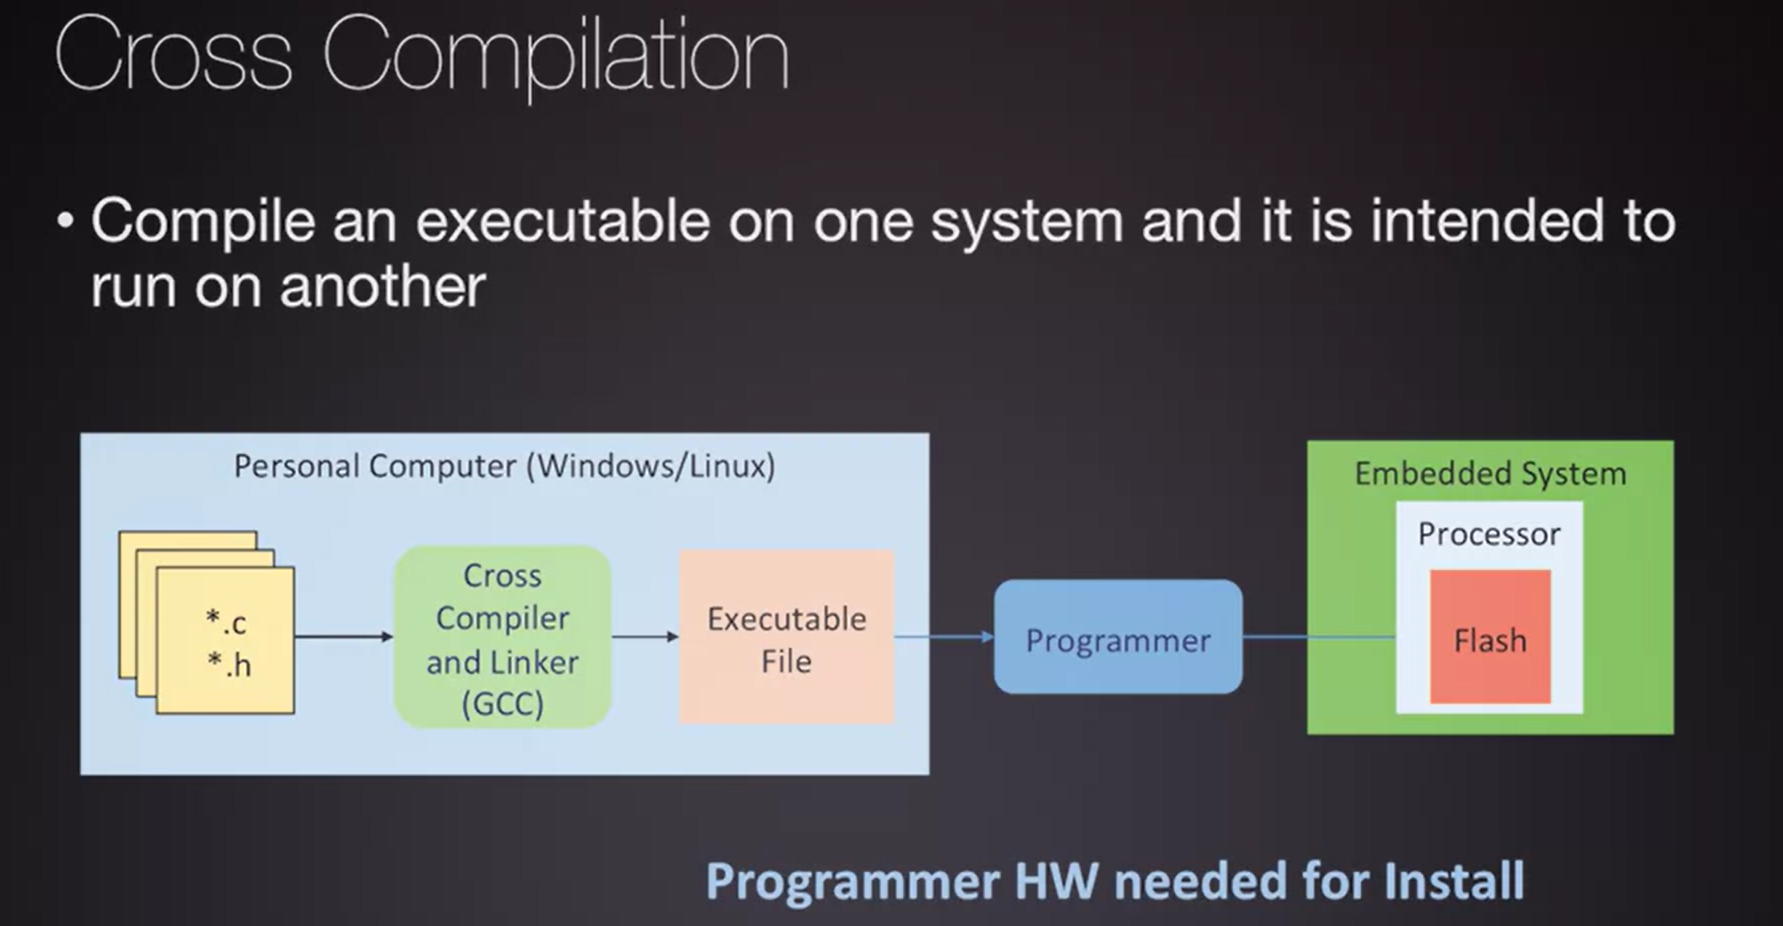 Cross Compilation
• Compile an executable on one system and it is intended to
run on another
Personal Computer (Windows/Linux)
*.c
*.h
Cross
Compiler
and Linker
(GCC)
Executable
File
Programmer
Embedded System
Processor
Flash
Programmer HW needed for Install